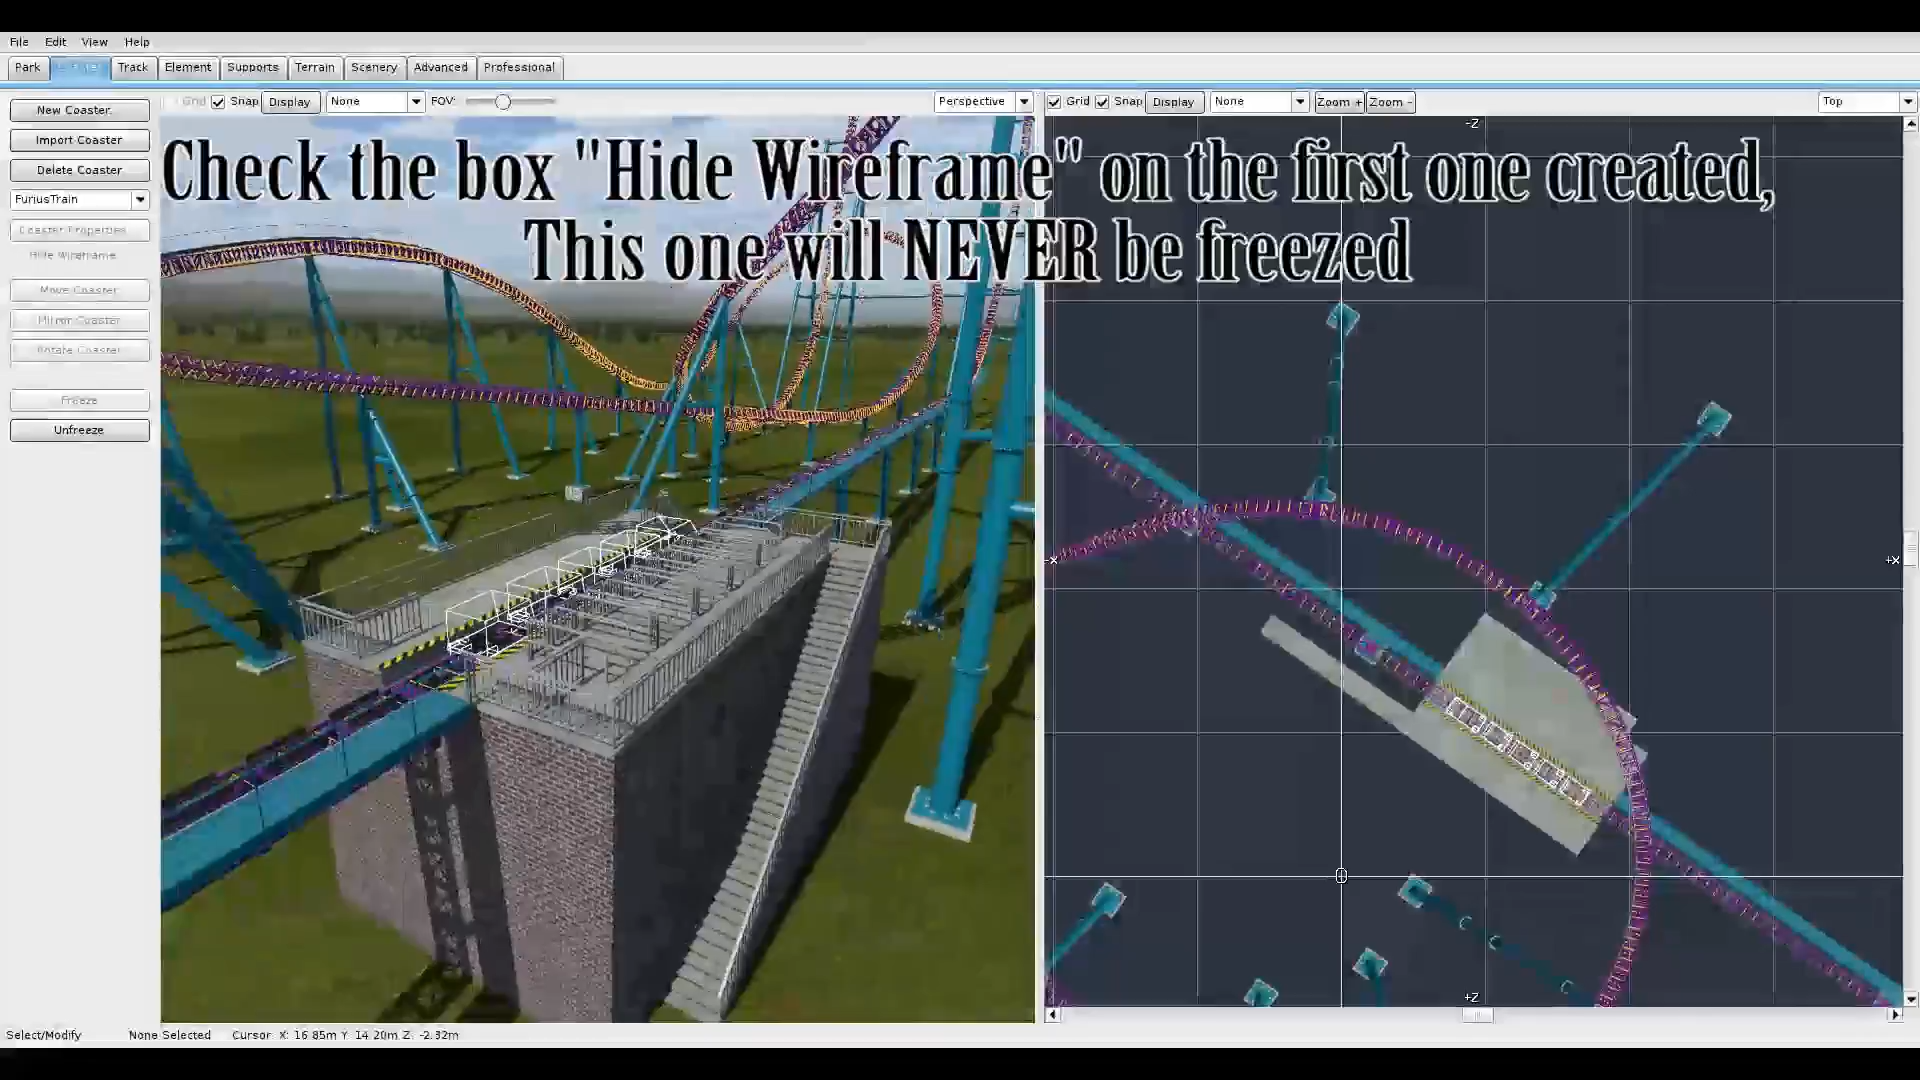 File Edit View Help
Park Track Element Supports Terrain Scenery Advanced Professional
New Coaster
Import Coaster
Delete Coaster
FuriusTrain
Coaster Properties
Hide Wireframe
Move Coaster
Mirror Coaster
Rotate Coaster
Freeze
Unfreeze
Grid Snap Display None FOV: Perspective
Grid Snap Display None Zoom + Zoom - Top
Check the box "Hide Wireframe" on the first one created,
This one will NEVER be freezed
-Z
-X
+X
+Z
Select/Modify None Selected Cursor X: 16.85m Y: 14.20m Z: -2.32m